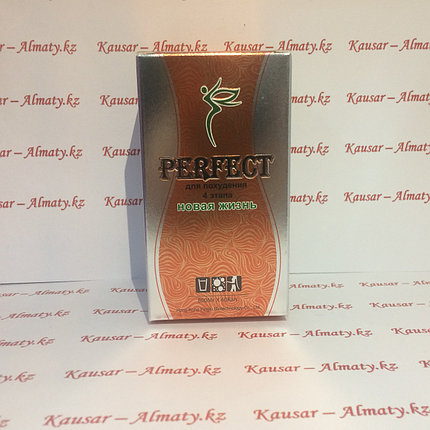 Kausar – Almaty.kz
PERFECT
для похудения
4 этапа
НОВАЯ ЖИЗНЬ